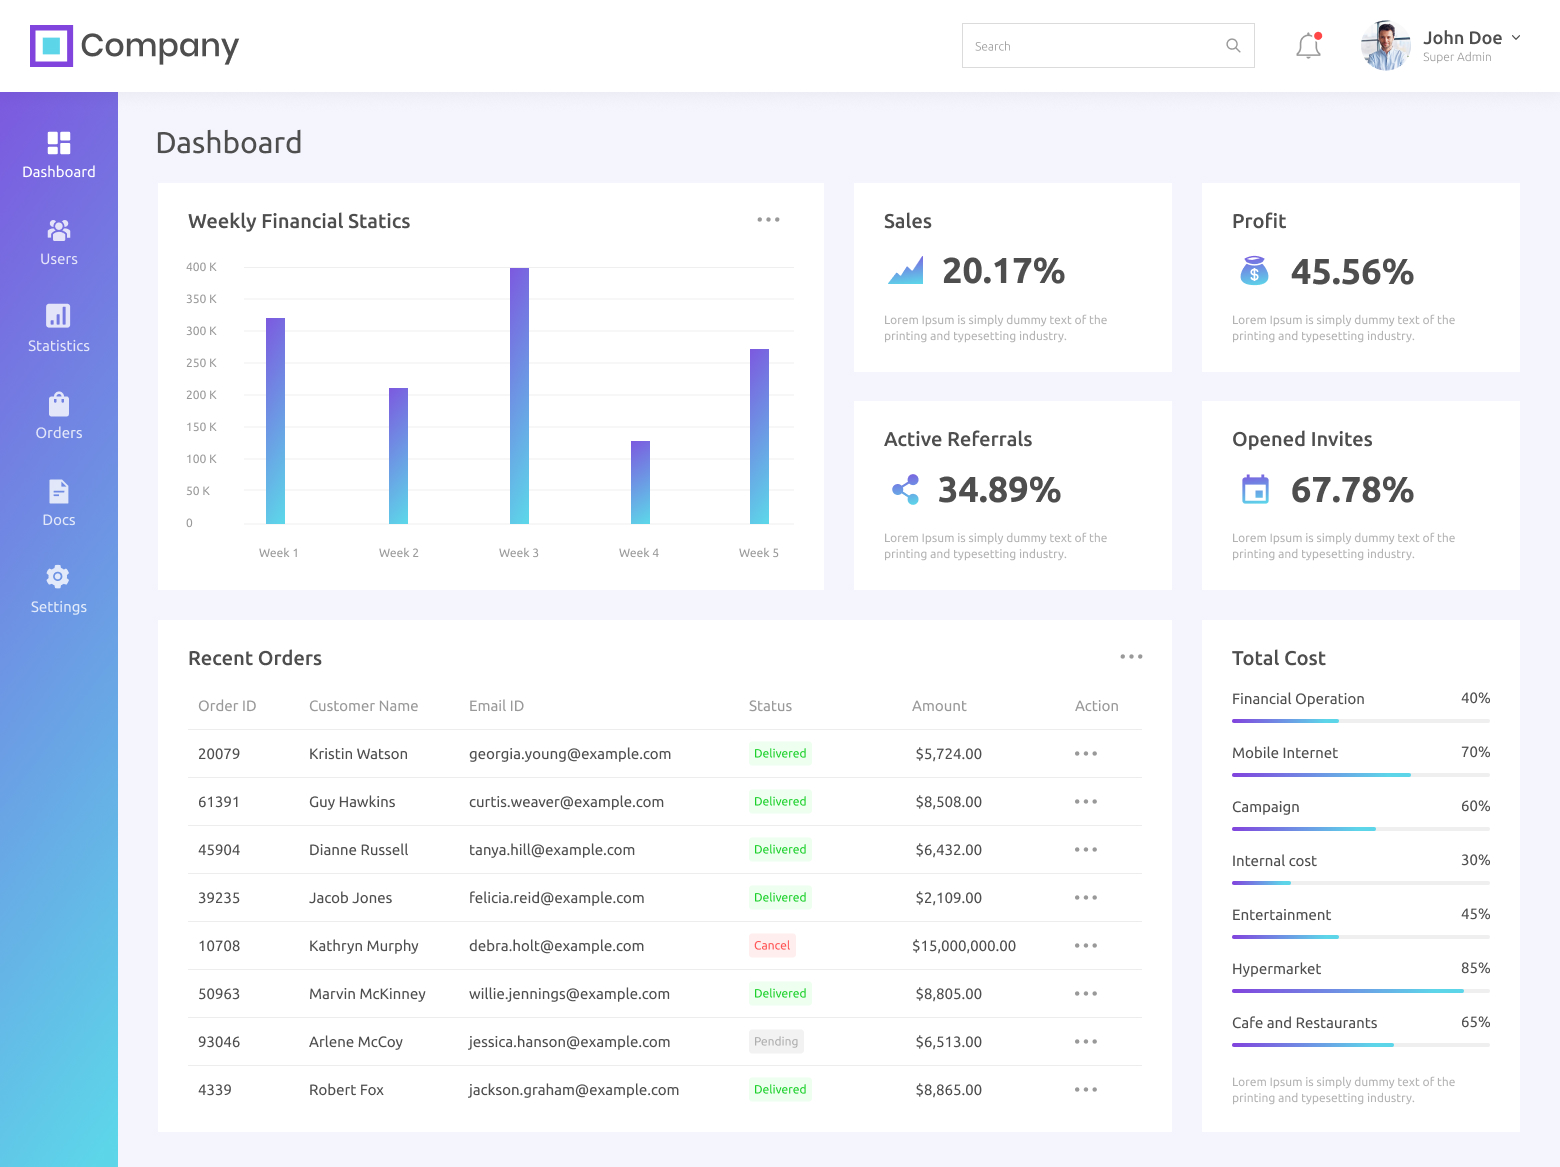 Company
Search
John Doe
Super Admin
Dashboard
Users
Statistics
Orders
Docs
Settings
Dashboard
Weekly Financial Statics
400 K
350 K
300 K
250 K
200 K
150 K
100 K
50 K
0
Week 1 Week 2 Week 3 Week 4 Week 5
Sales
20.17%
Lorem Ipsum is simply dummy text of the
printing and typesetting industry.
Profit
$
45.56%
Lorem Ipsum is simply dummy text of the
printing and typesetting industry.
Active Referrals
34.89%
Lorem Ipsum is simply dummy text of the
printing and typesetting industry.
Opened Invites
67.78%
Lorem Ipsum is simply dummy text of the
printing and typesetting industry.
Recent Orders
Order ID Customer Name Email ID Status Amount Action
20079 Kristin Watson georgia.young@example.com Delivered $5,724.00
61391 Guy Hawkins curtis.weaver@example.com Delivered $8,508.00
45904 Dianne Russell tanya.hill@example.com Delivered $6,432.00
39235 Jacob Jones felicia.reid@example.com Delivered $2,109.00
10708 Kathryn Murphy debra.holt@example.com Cancel $15,000,000.00
50963 Marvin McKinney willie.jennings@example.com Delivered $8,805.00
93046 Arlene McCoy jessica.hanson@example.com Pending $6,513.00
4339 Robert Fox jackson.graham@example.com Delivered $8,865.00
Total Cost
Financial Operation 40%
Mobile Internet 70%
Campaign 60%
Internal cost 30%
Entertainment 45%
Hypermarket 85%
Cafe and Restaurants 65%
Lorem Ipsum is simply dummy text of the
printing and typesetting industry.